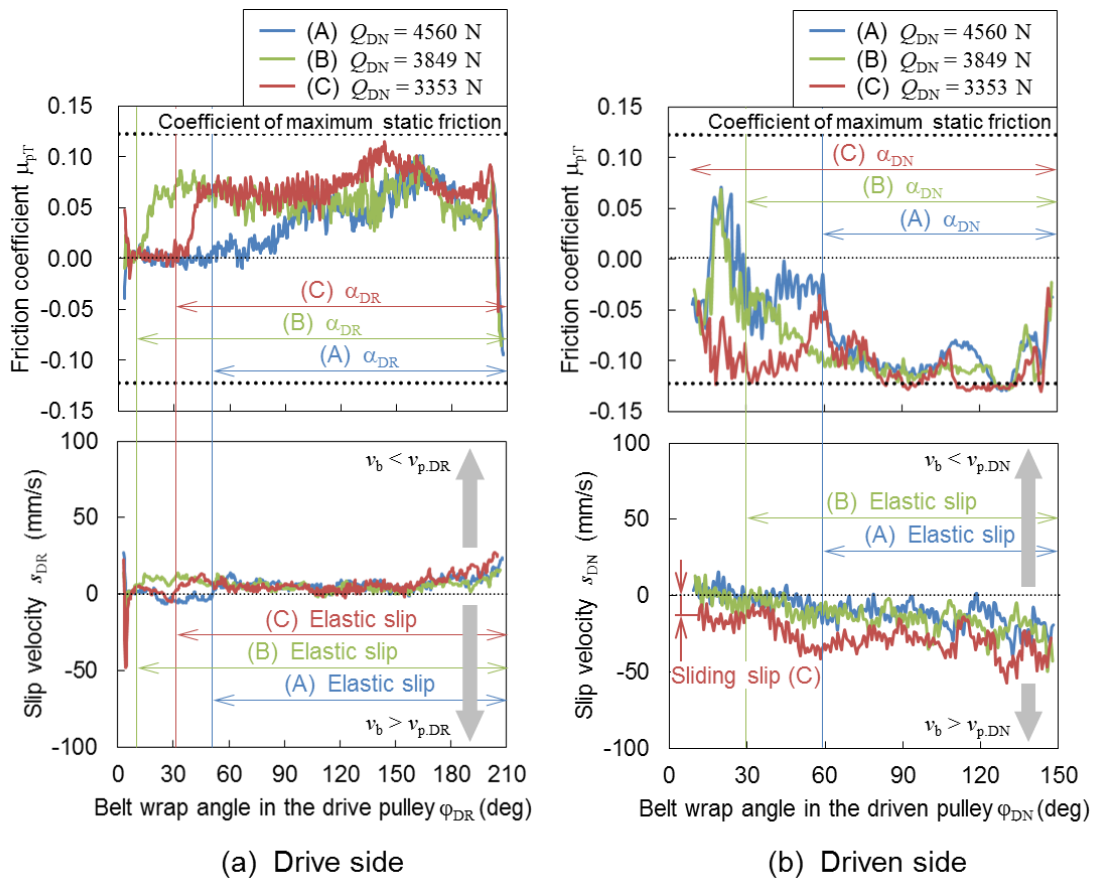 (A) Q_DN = 4560 N
(B) Q_DN = 3849 N
(C) Q_DN = 3353 N
Coefficient of maximum static friction
Friction coefficient μ_pT
0.15
0.10
0.05
0.00
-0.05
-0.10
-0.15
(C) α_DR
(B) α_DR
(A) α_DR
Slip velocity s_DR (mm/s)
100
50
0
-50
-100
v_b < v_p.DR
(C) Elastic slip
(B) Elastic slip
(A) Elastic slip
v_b > v_p.DR
0 30 60 90 120 150 190 210
Belt wrap angle in the drive pulley φ_DR (deg)
(a) Drive side
(A) Q_DN = 4560 N
(B) Q_DN = 3849 N
(C) Q_DN = 3353 N
Coefficient of maximum static friction
Friction coefficient μ_pT
0.15
0.10
0.05
0.00
-0.05
-0.10
-0.15
(C) α_DN
(B) α_DN
(A) α_DN
Slip velocity s_DN (mm/s)
100
50
0
-50
-100
v_b < v_p.DN
(B) Elastic slip
(A) Elastic slip
Sliding slip (C)
v_b > v_p.DN
0 30 60 90 120 150
Belt wrap angle in the driven pulley φ_DN (deg)
(b) Driven side